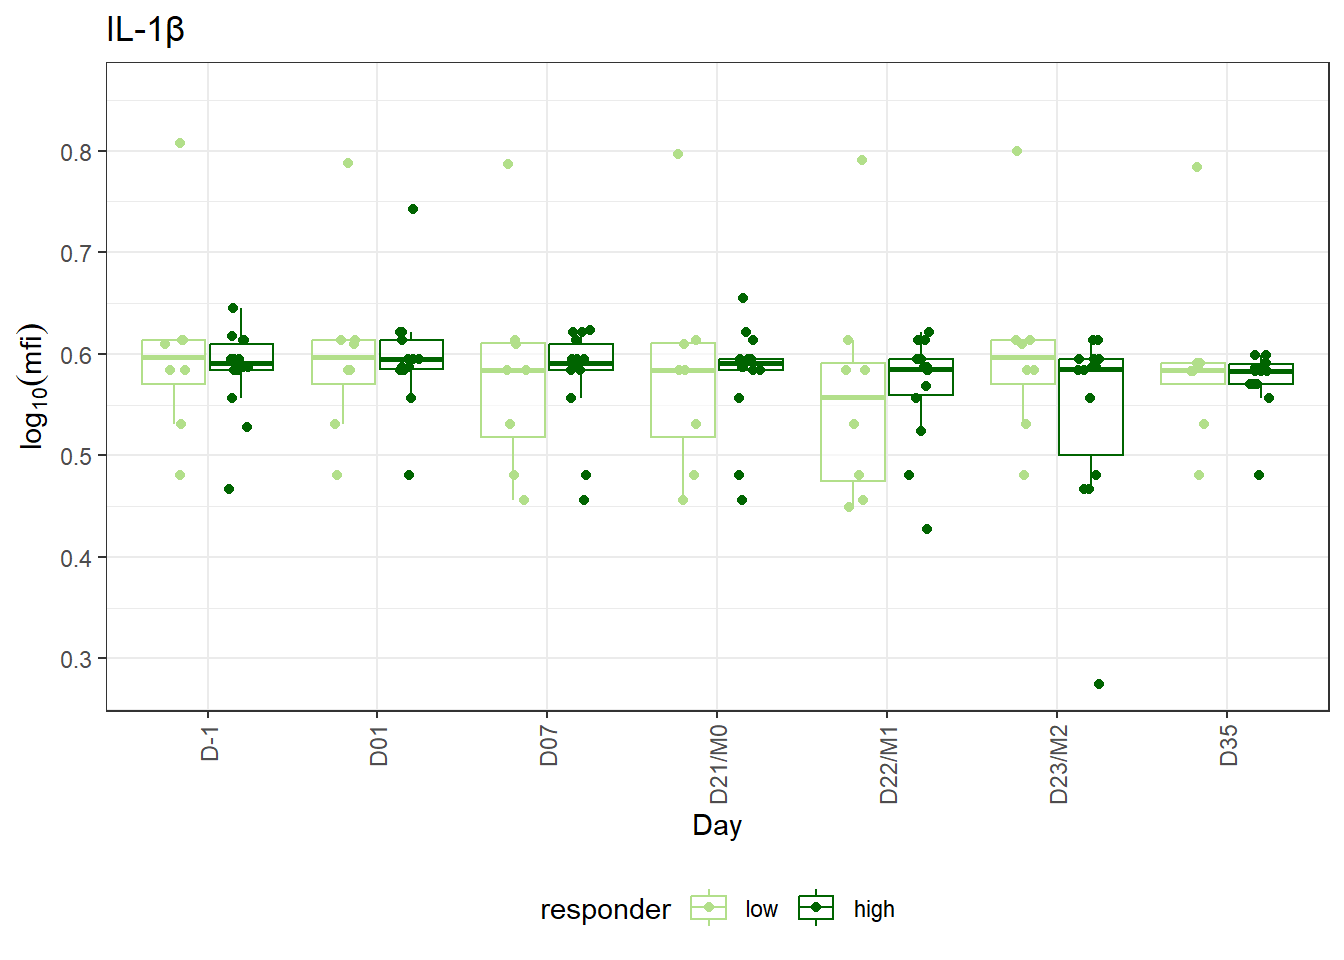 IL-1β
log10(mfi)
0.8
0.7
0.6
0.5
0.4
0.3
D-1
D01
D07
D21/M0
D22/M1
D23/M2
D35
Day
responder low high